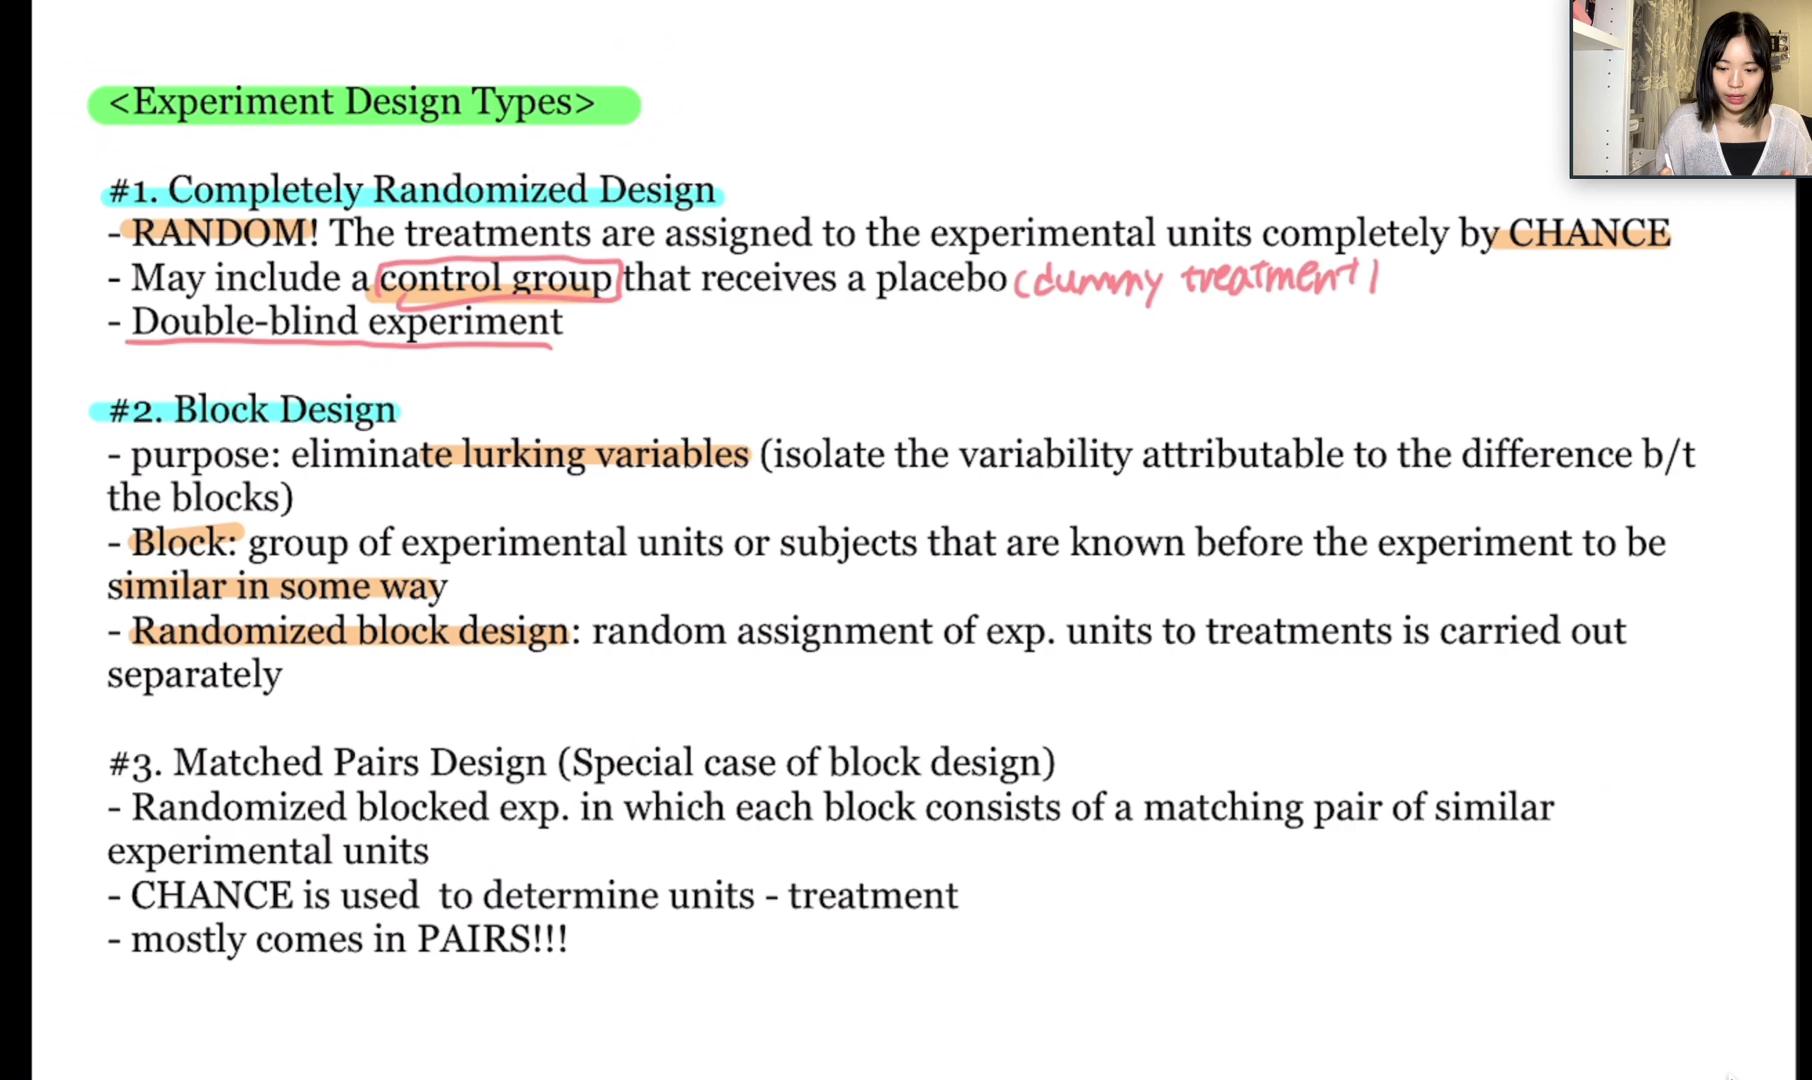 <Experiment Design Types>
#1. Completely Randomized Design
- RANDOM! The treatments are assigned to the experimental units completely by CHANCE
- May include a control group that receives a placebo (dummy treatment)
- Double-blind experiment
#2. Block Design
- purpose: eliminate lurking variables (isolate the variability attributable to the difference b/t
the blocks)
- Block: group of experimental units or subjects that are known before the experiment to be
similar in some way
- Randomized block design: random assignment of exp. units to treatments is carried out
separately
#3. Matched Pairs Design (Special case of block design)
- Randomized blocked exp. in which each block consists of a matching pair of similar
experimental units
- CHANCE is used  to determine units - treatment
- mostly comes in PAIRS!!!